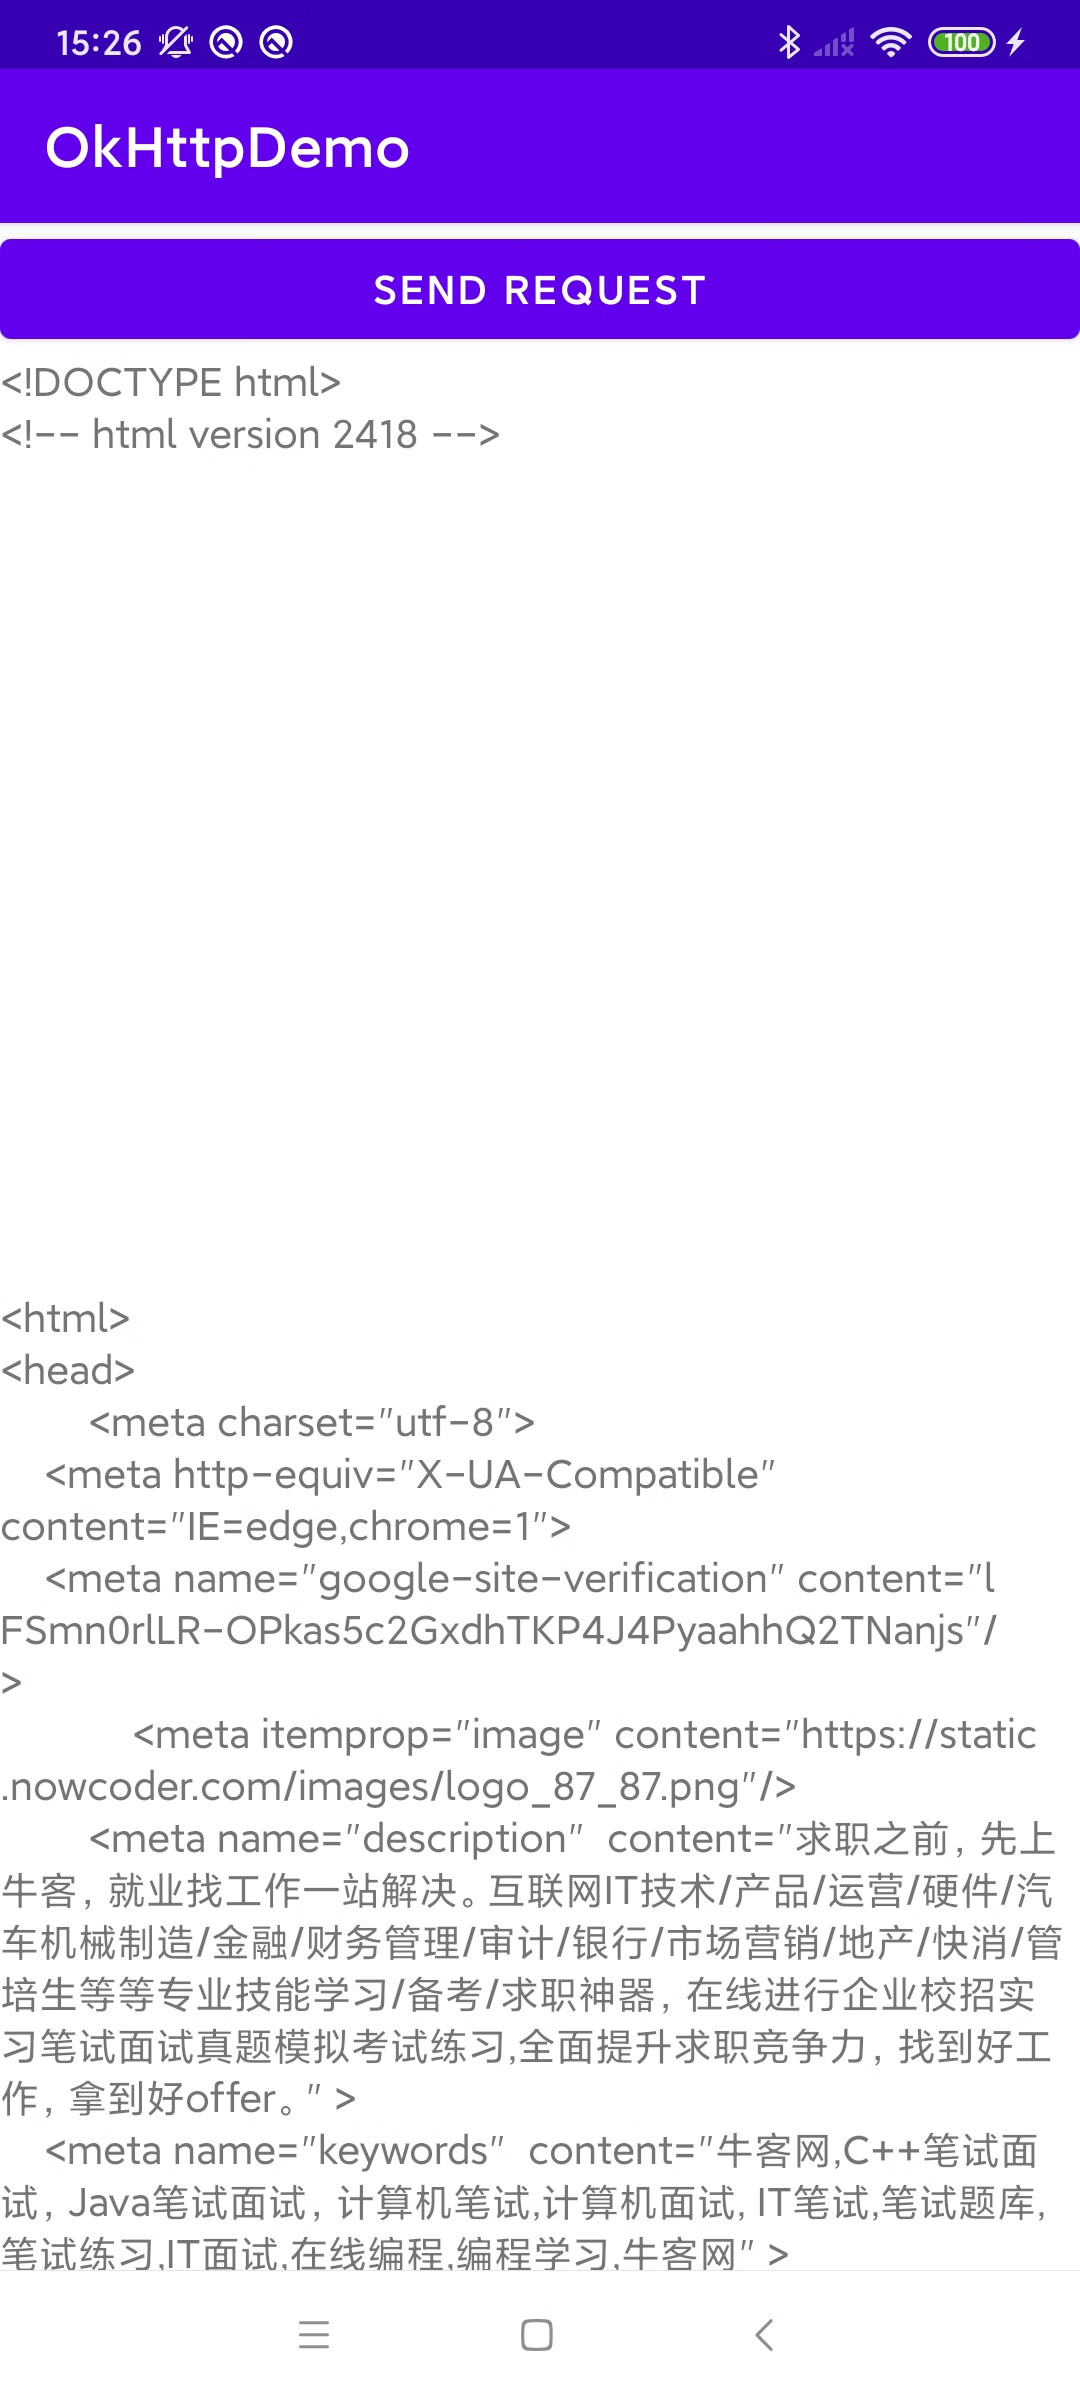 15:26
100
OkHttpDemo
SEND REQUEST
<!DOCTYPE html>
<!-- html version 2418 -->
<html>
<head>
<meta charset="utf-8">
<meta http-equiv="X-UA-Compatible"
content="IE=edge,chrome=1">
<meta name="google-site-verification" content="l
FSmn0rlLR-OPkas5c2GxdhTKP4J4PyaahhQ2TNanjs"/
>
<meta itemprop="image" content="https://static
.nowcoder.com/images/logo_87_87.png"/>
<meta name="description"  content="求职之前，先上
牛客，就业找工作一站解决。互联网IT技术/产品/运营/硬件/汽
车机械制造/金融/财务管理/审计/银行/市场营销/地产/快消/管
培生等等专业技能学习/备考/求职神器，在线进行企业校招实
习笔试面试真题模拟考试练习,全面提升求职竞争力，找到好工
作，拿到好offer。" >
<meta name="keywords"  content="牛客网,C++笔试面
试，Java笔试面试，计算机笔试,计算机面试, IT笔试,笔试题库,
笔试练习,IT面试,在线编程,编程学习,牛客网" >